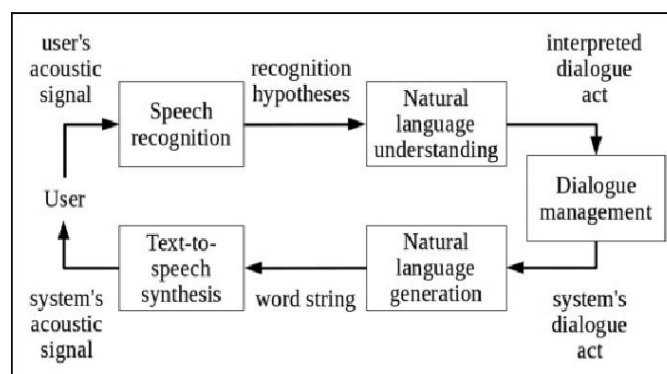 user's
acoustic
signal
Speech
recognition
recognition
hypotheses
Natural
language
understanding
interpreted
dialogue
act
Dialogue
management
system's
dialogue
act
Natural
language
generation
word string
Text-to-
speech
synthesis
system's
acoustic
signal
User